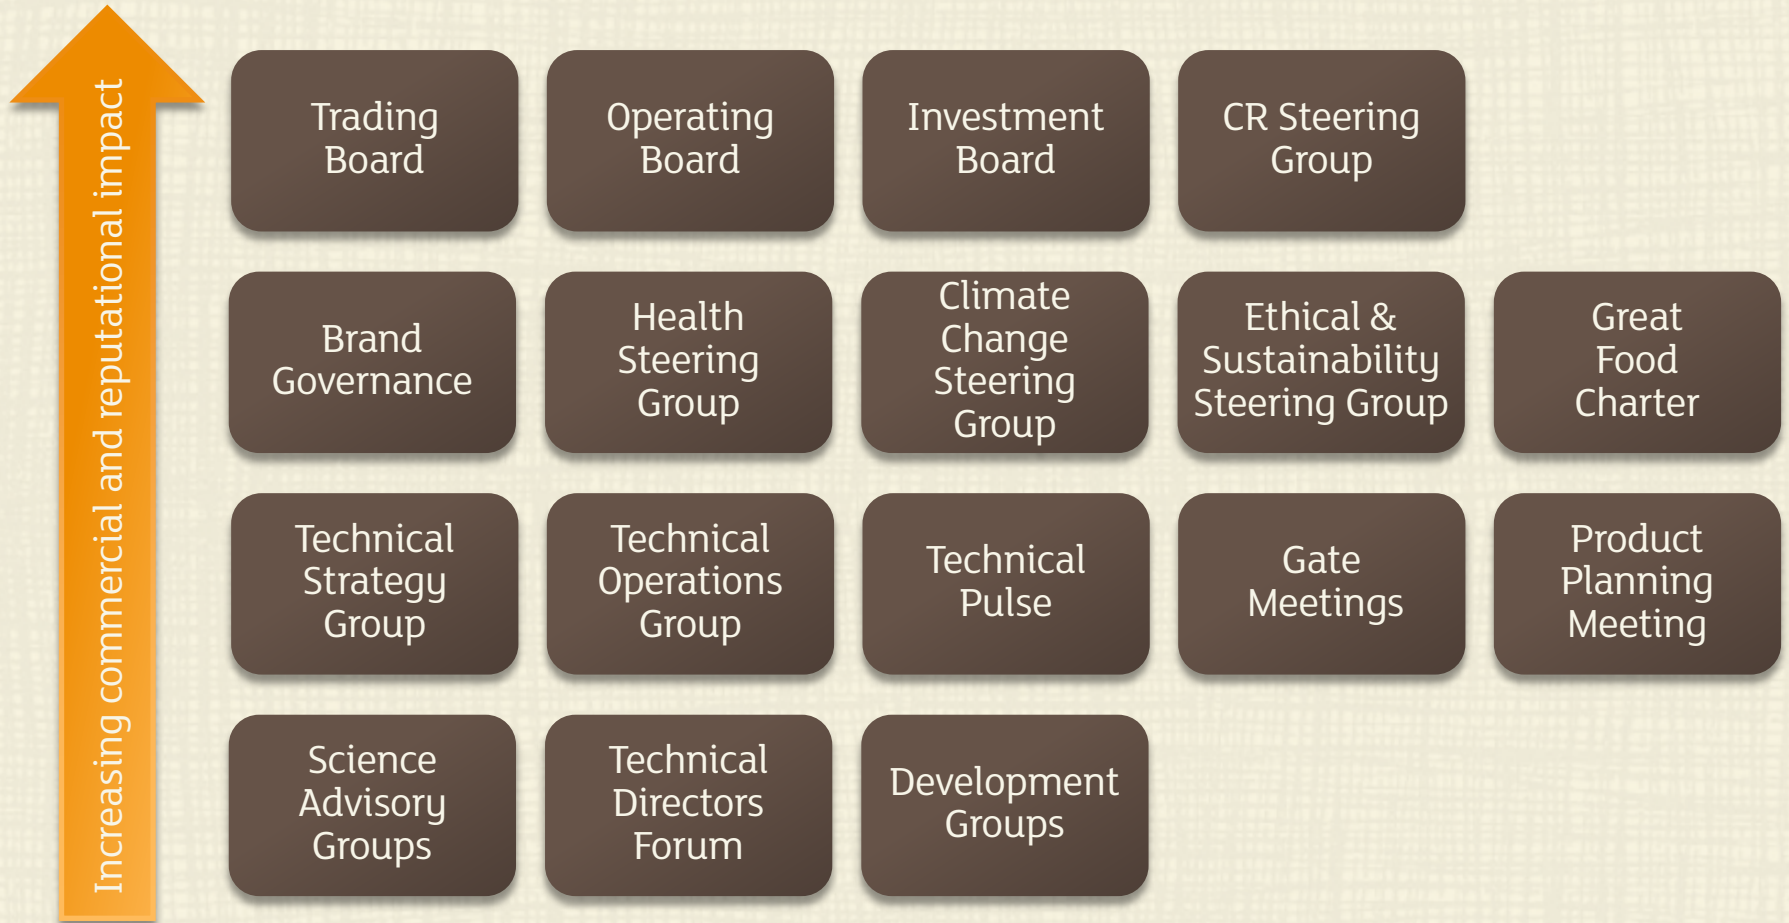 Increasing commercial and reputational impact
Trading
Board
Operating
Board
Investment
Board
CR Steering
Group
Brand
Governance
Health
Steering
Group
Climate
Change
Steering
Group
Ethical &
Sustainability
Steering Group
Great
Food
Charter
Technical
Strategy
Group
Technical
Operations
Group
Technical
Pulse
Gate
Meetings
Product
Planning
Meeting
Science
Advisory
Groups
Technical
Directors
Forum
Development
Groups